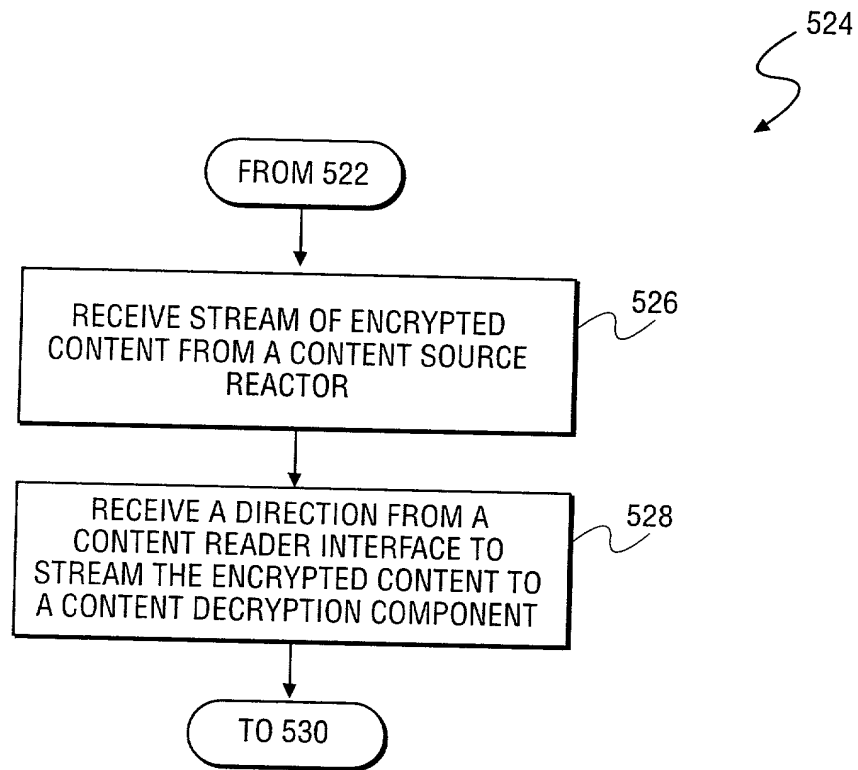 524
FROM 522
RECEIVE STREAM OF ENCRYPTED
CONTENT FROM A CONTENT SOURCE
REACTOR
526
RECEIVE A DIRECTION FROM A
CONTENT READER INTERFACE TO
STREAM THE ENCRYPTED CONTENT TO
A CONTENT DECRYPTION COMPONENT
528
TO 530